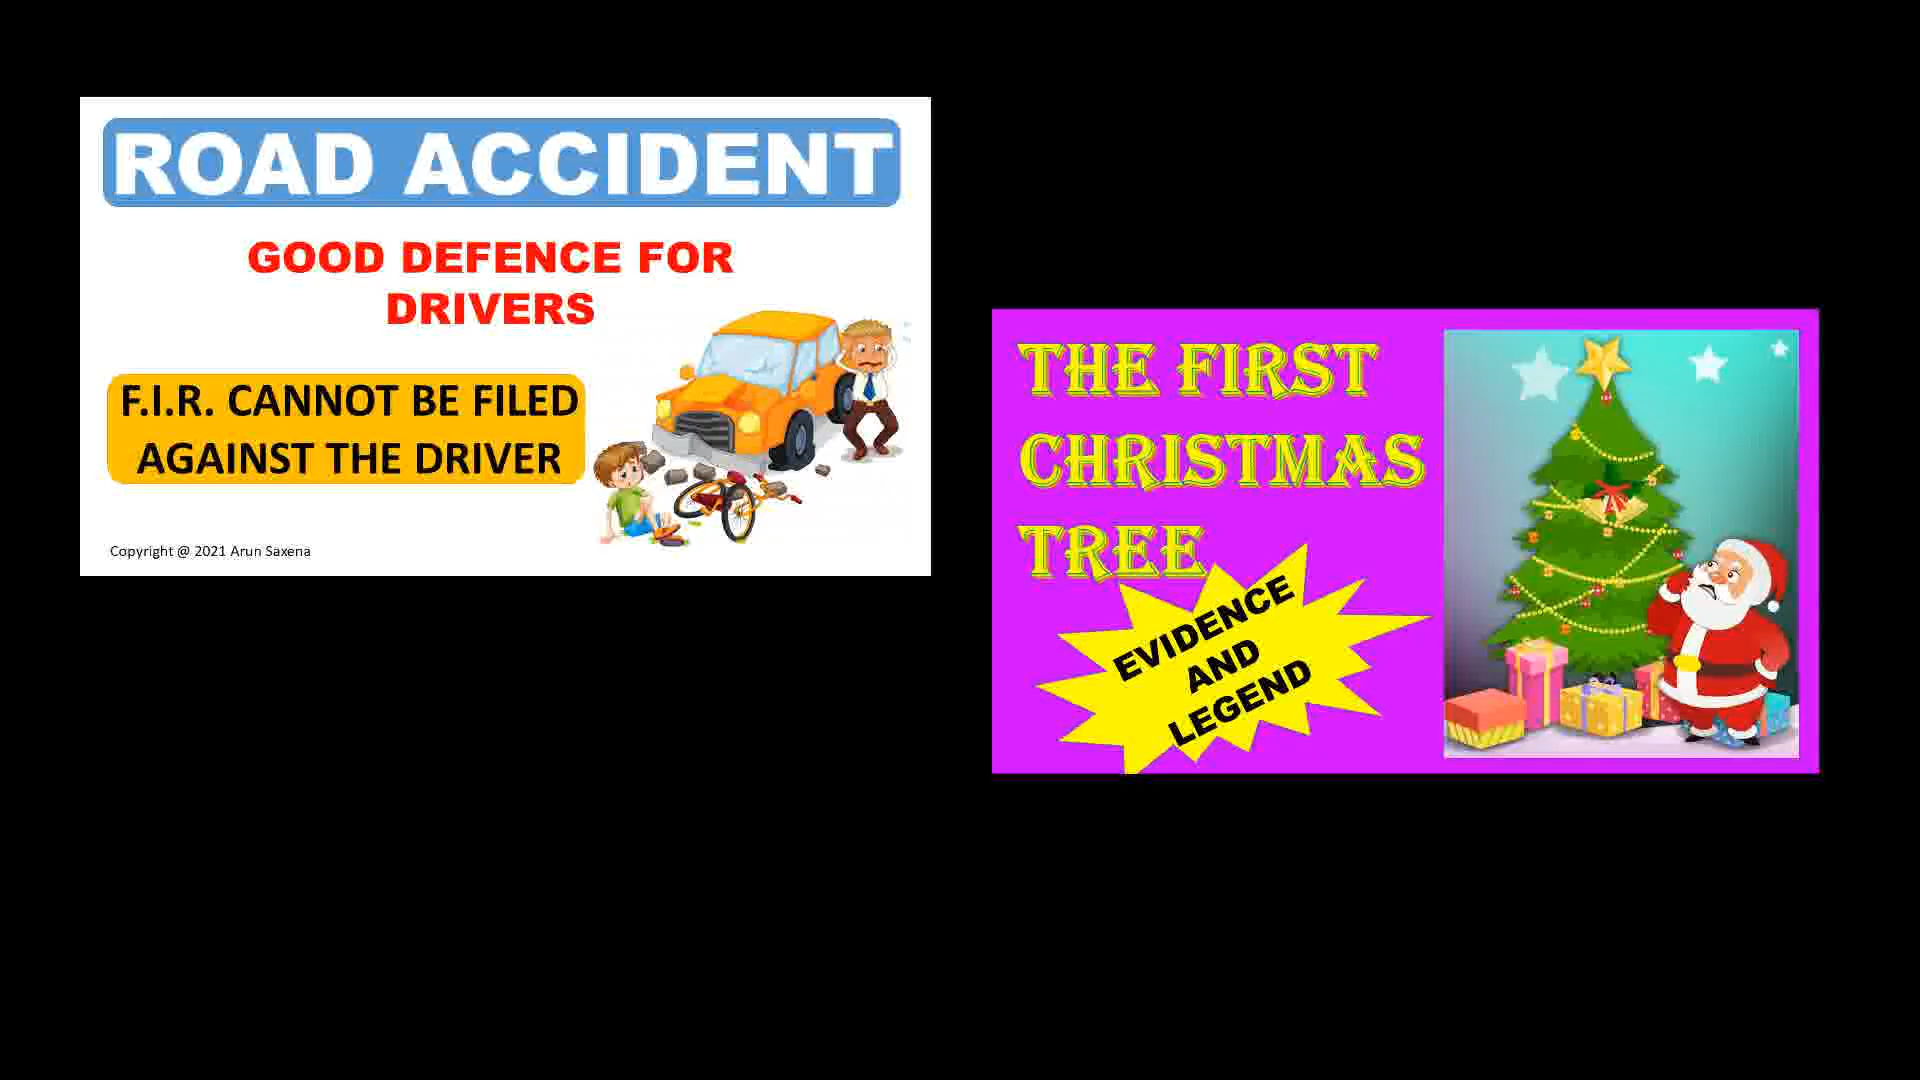 ROAD ACCIDENT
GOOD DEFENCE FOR
DRIVERS
F.I.R. CANNOT BE FILED
AGAINST THE DRIVER
Copyright @ 2021 Arun Saxena
THE FIRST
CHRISTMAS
TREE
EVIDENCE
AND
LEGEND